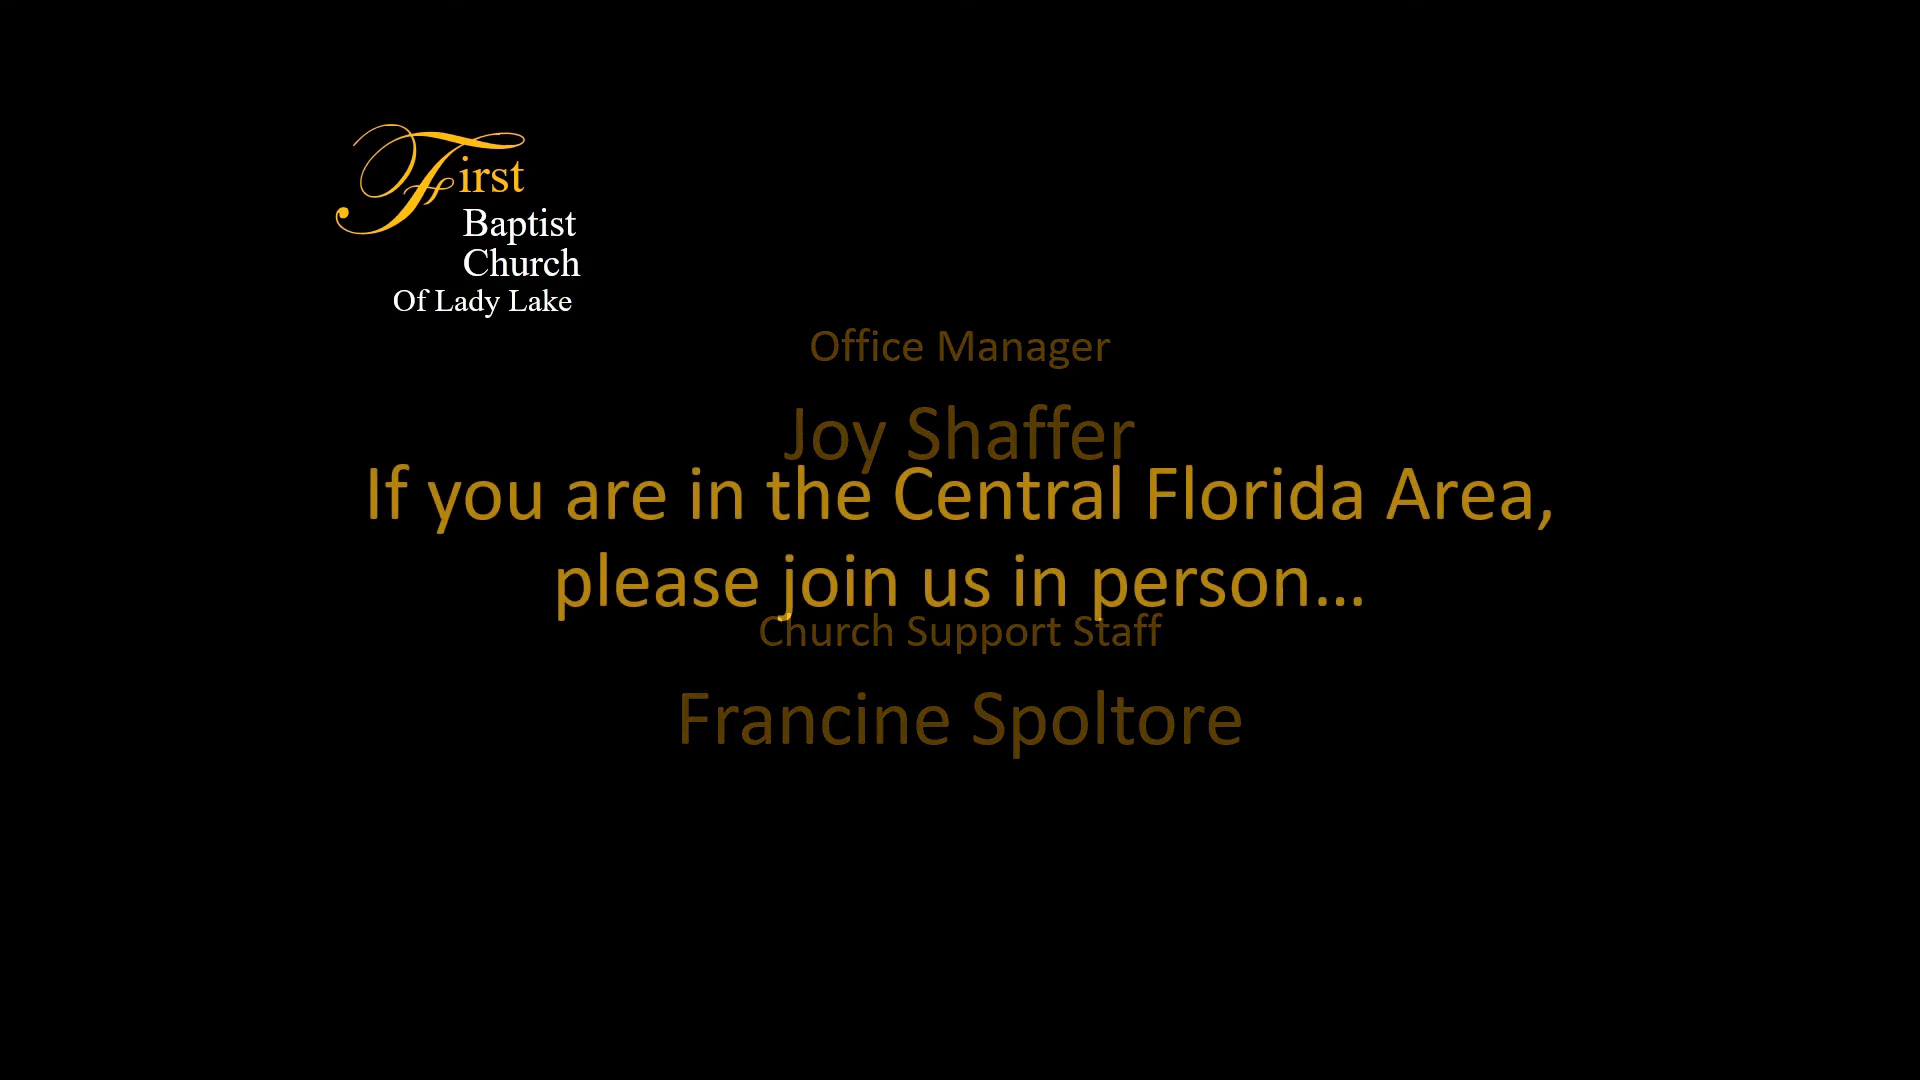 First
Baptist
Church
Of Lady Lake
Office Manager
Joy Shaffer
If you are in the Central Florida Area,
please join us in person...
Church Support Staff
Francine Spoltore